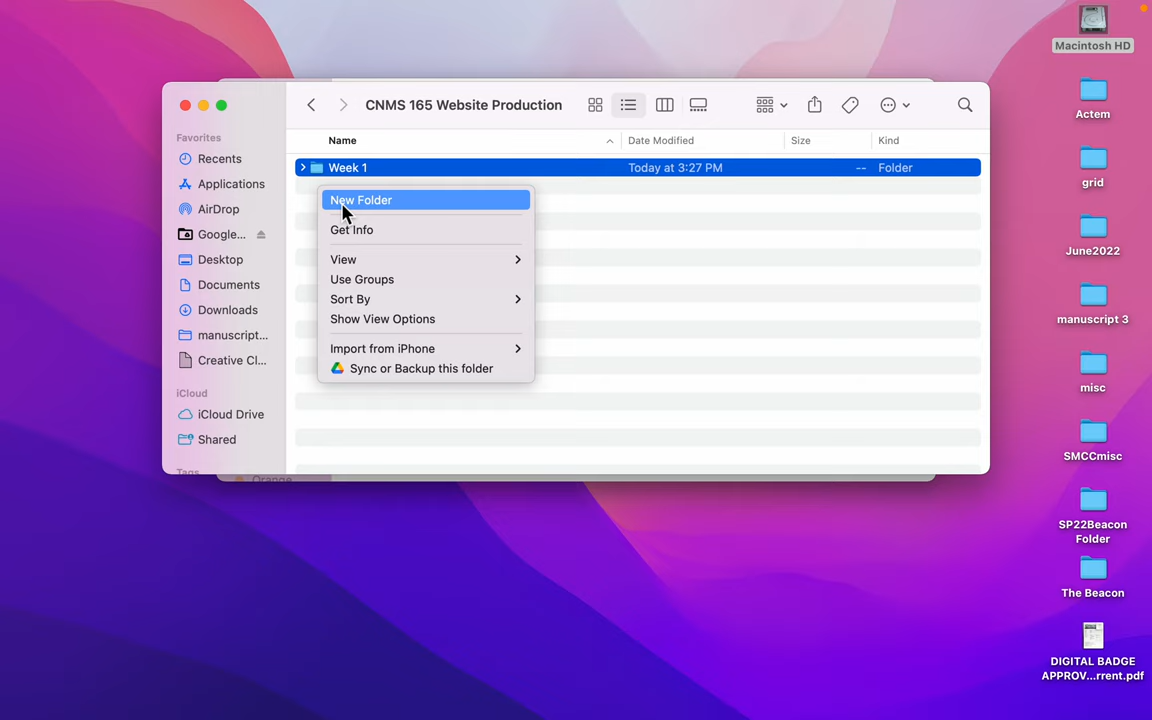 Macintosh HD
CNMS 165 Website Production
Favorites
Recents
Applications
AirDrop
Google...
Desktop
Documents
Downloads
manuscript...
Creative Cl...
iCloud
iCloud Drive
Shared
Tags
Orange
Name
Date Modified
Size
Kind
Week 1
Today at 3:27 PM
--
Folder
New Folder
Get Info
View
Use Groups
Sort By
Show View Options
Import from iPhone
Sync or Backup this folder
Actem
grid
June2022
manuscript 3
misc
SMCCmisc
SP22Beacon
Folder
The Beacon
DIGITAL BADGE
APPROV...rrent.pdf